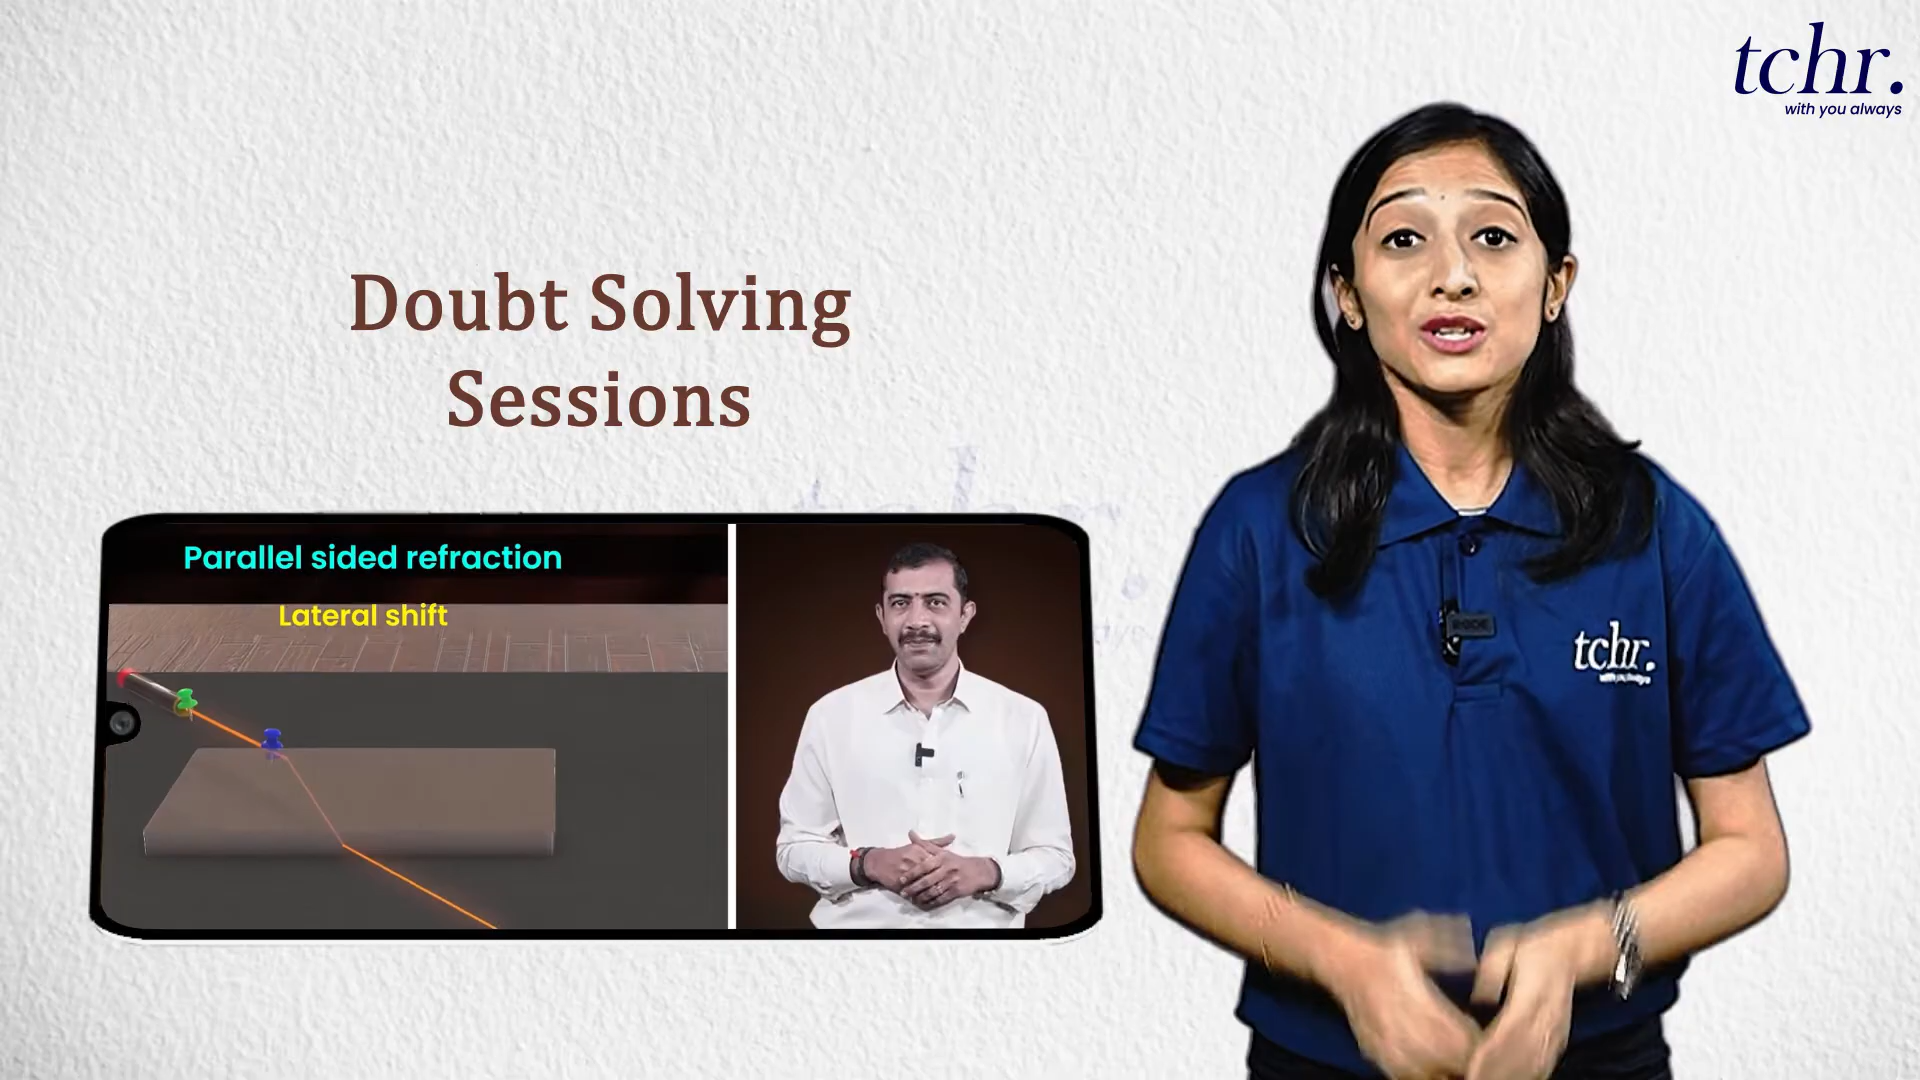 tchr.
with you always
Doubt Solving
Sessions
Parallel sided refraction
Lateral shift
tchr.